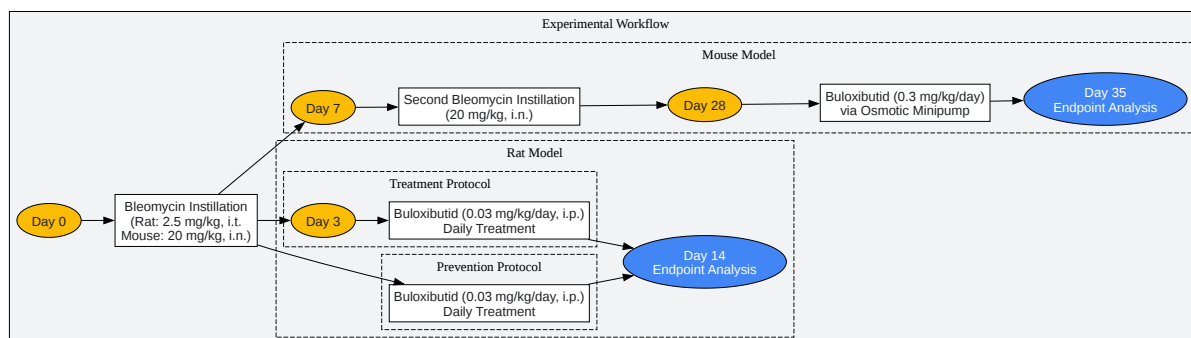 Experimental Workflow
Mouse Model
Day 7
Second Bleomycin Instillation
(20 mg/kg, i.n.)
Day 28
Buloxibutid (0.3 mg/kg/day)
via Osmotic Minipump
Day 35
Endpoint Analysis
Rat Model
Treatment Protocol
Day 0
Bleomycin Instillation
(Rat: 2.5 mg/kg, i.t.
Mouse: 20 mg/kg, i.n.)
Day 3
Buloxibutid (0.03 mg/kg/day, i.p.)
Daily Treatment
Day 14
Endpoint Analysis
Prevention Protocol
Buloxibutid (0.03 mg/kg/day, i.p.)
Daily Treatment